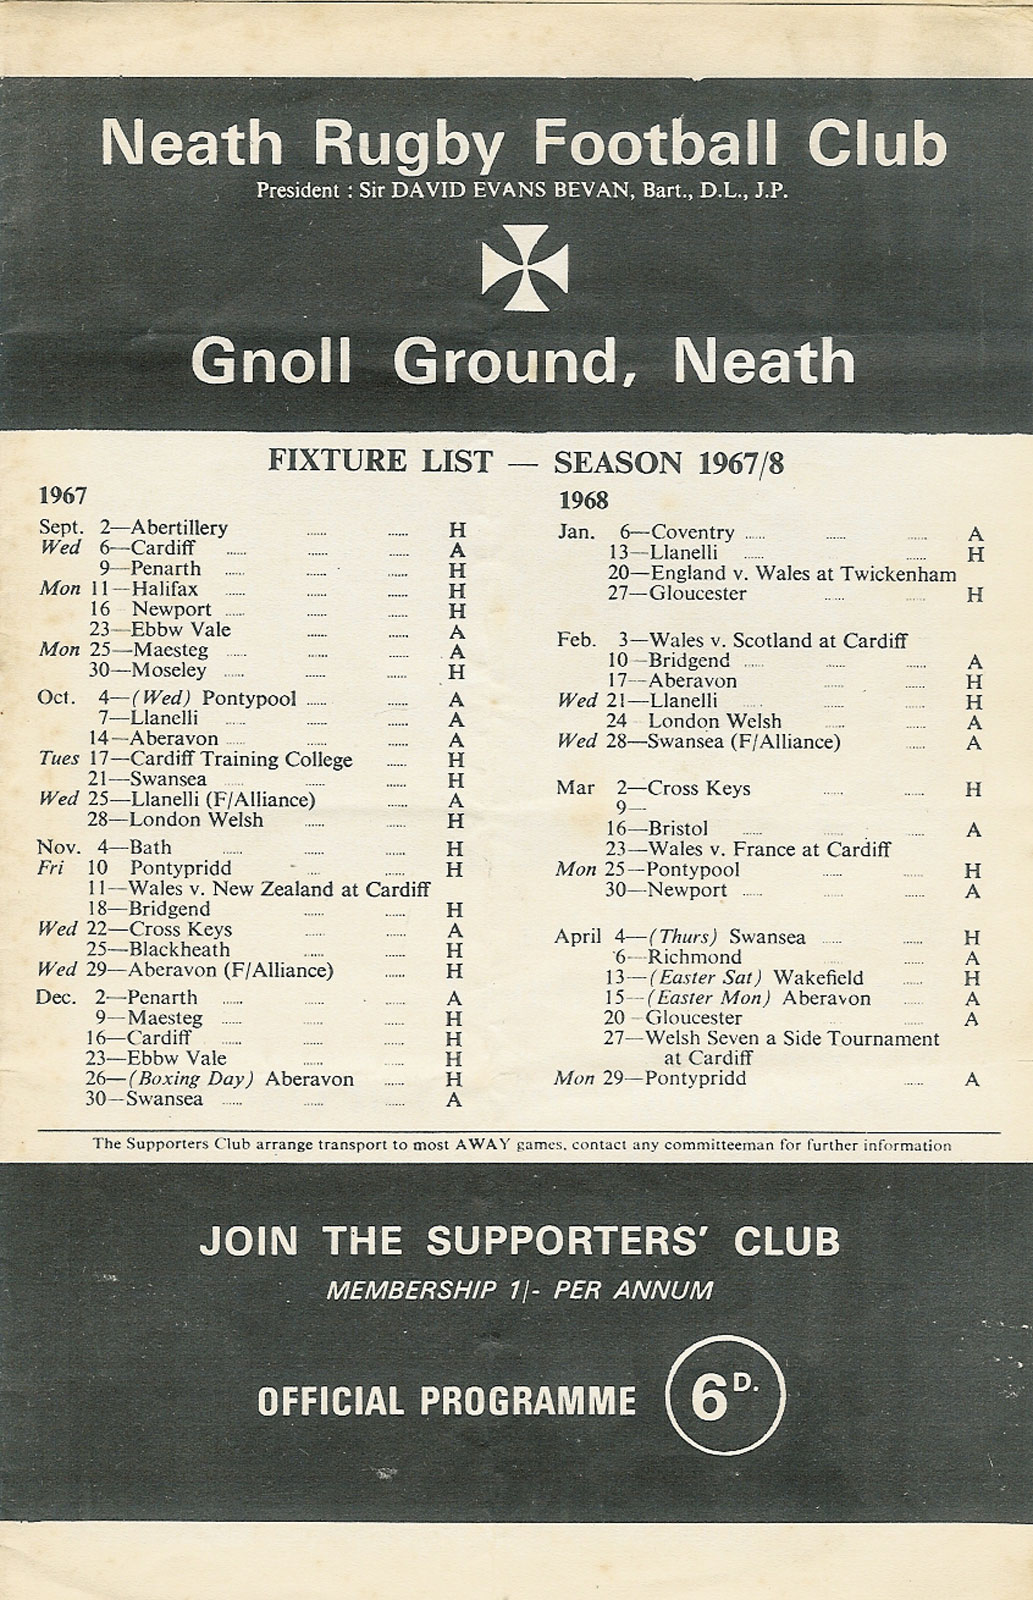 Neath Rugby Football Club
President : Sir DAVID EVANS BEVAN, Bart., D.L., J.P.
Gnoll Ground, Neath
FIXTURE LIST — SEASON 1967/8
1967
Sept. 2—Abertillery ...... ...... H
Wed 6—Cardiff ...... ...... ...... A
9—Penarth ...... ...... ...... H
Mon 11—Halifax ...... ...... ...... H
16 Newport ...... ...... ...... H
23—Ebbw Vale ...... ...... A
Mon 25—Maesteg ...... ...... ...... A
30—Moseley ...... ...... ...... H
Oct. 4—(Wed) Pontypool ...... ...... A
7—Llanelli ...... ...... ...... A
14—Aberavon ...... ...... ...... A
Tues 17—Cardiff Training College ...... H
21—Swansea ...... ...... ...... H
Wed 25—Llanelli (F/Alliance) ...... A
28—London Welsh ...... ...... H
Nov. 4—Bath ...... ...... ...... H
Fri 10 Pontypridd ...... ...... H
11—Wales v. New Zealand at Cardiff
18—Bridgend ...... ...... H
Wed 22—Cross Keys ...... ...... A
25—Blackheath ...... ...... H
Wed 29—Aberavon (F/Alliance) ...... H
Dec. 2—Penarth ...... ...... ...... A
9—Maesteg ...... ...... ...... H
16—Cardiff ...... ...... ...... H
23—Ebbw Vale ...... ...... H
26—(Boxing Day) Aberavon ...... H
30—Swansea ...... ...... ...... A
1968
Jan. 6—Coventry ...... ...... ...... A
13—Llanelli ...... ...... ...... H
20—England v. Wales at Twickenham
27—Gloucester ...... ...... H
Feb. 3—Wales v. Scotland at Cardiff
10—Bridgend ...... ...... ...... A
17—Aberavon ...... ...... H
Wed 21—Llanelli ...... ...... ...... H
24 London Welsh ...... ...... A
Wed 28—Swansea (F/Alliance) ...... A
Mar 2—Cross Keys ...... ...... H
9—
16—Bristol ...... ...... ...... A
23—Wales v. France at Cardiff
Mon 25—Pontypool ...... ...... H
30—Newport ...... ...... ...... A
April 4—(Thurs) Swansea ...... ...... H
6—Richmond ...... ...... A
13—(Easter Sat) Wakefield ...... H
15—(Easter Mon) Aberavon ...... A
20—Gloucester ...... ...... A
27—Welsh Seven a Side Tournament
at Cardiff
Mon 29—Pontypridd ...... A
The Supporters Club arrange transport to most AWAY games, contact any committeeman for further information
JOIN THE SUPPORTERS' CLUB
MEMBERSHIP 1/- PER ANNUM
OFFICIAL PROGRAMME 6D.